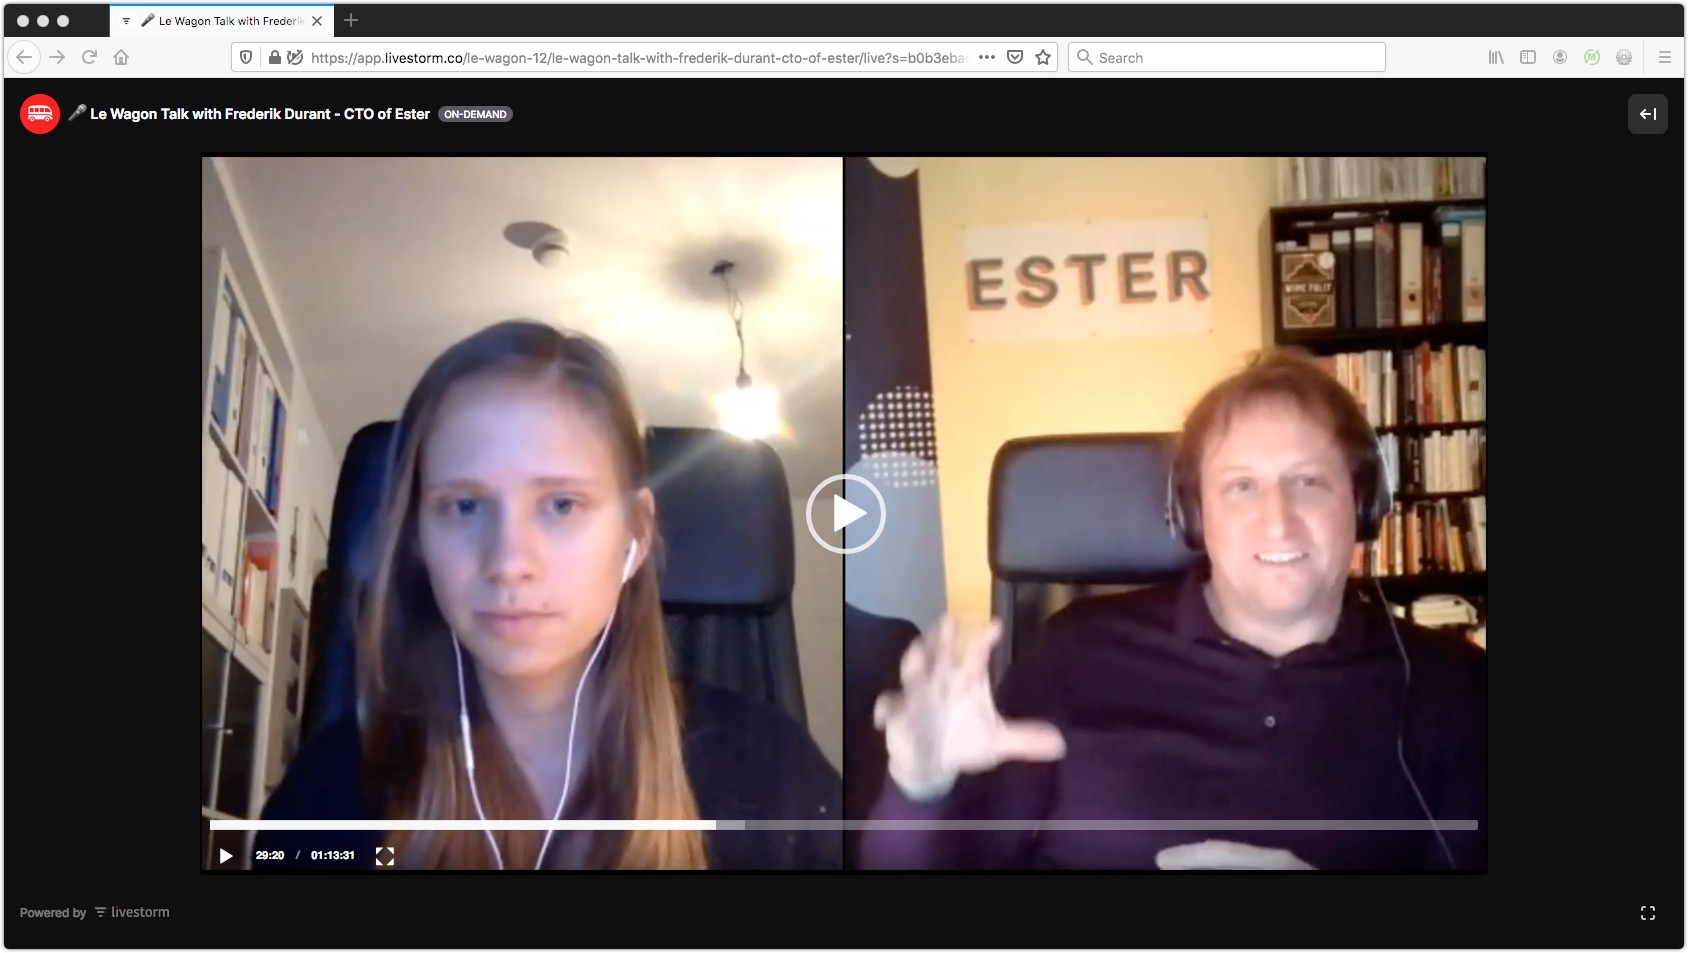 Le Wagon Talk with Frederik
https://app.livestorm.co/le-wagon-12/le-wagon-talk-with-frederik-durant-cto-of-ester/live?s=b0b3ebac
Search
Le Wagon Talk with Frederik Durant - CTO of Ester ON-DEMAND
ESTER
WINE FOLLY
29:20 / 01:13:31
Powered by livestorm